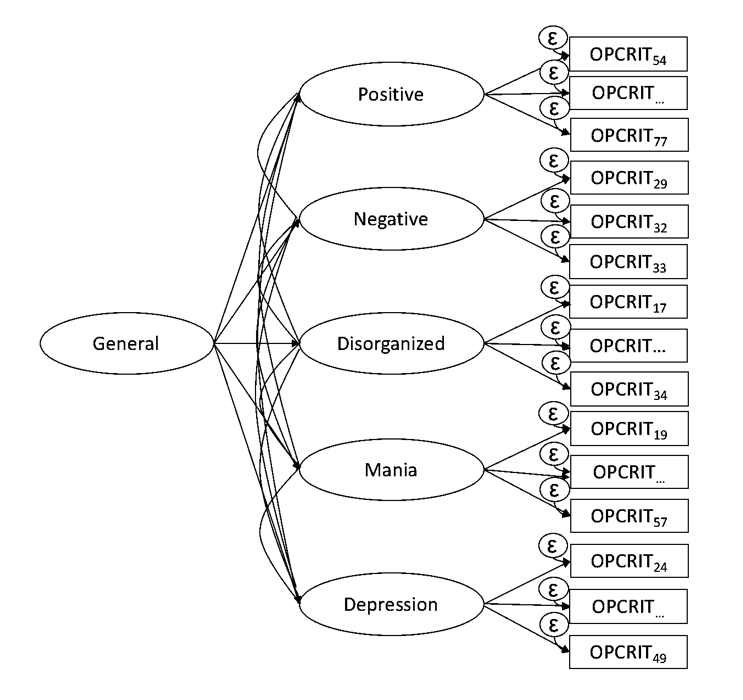 ε
OPCRIT54
ε
Positive
OPCRIT...
ε
OPCRIT77
ε
OPCRIT29
ε
Negative
OPCRIT32
ε
OPCRIT33
ε
OPCRIT17
ε
General
Disorganized
OPCRIT...
ε
OPCRIT34
ε
OPCRIT19
ε
Mania
OPCRIT...
ε
OPCRIT57
ε
OPCRIT24
ε
Depression
OPCRIT...
ε
OPCRIT49